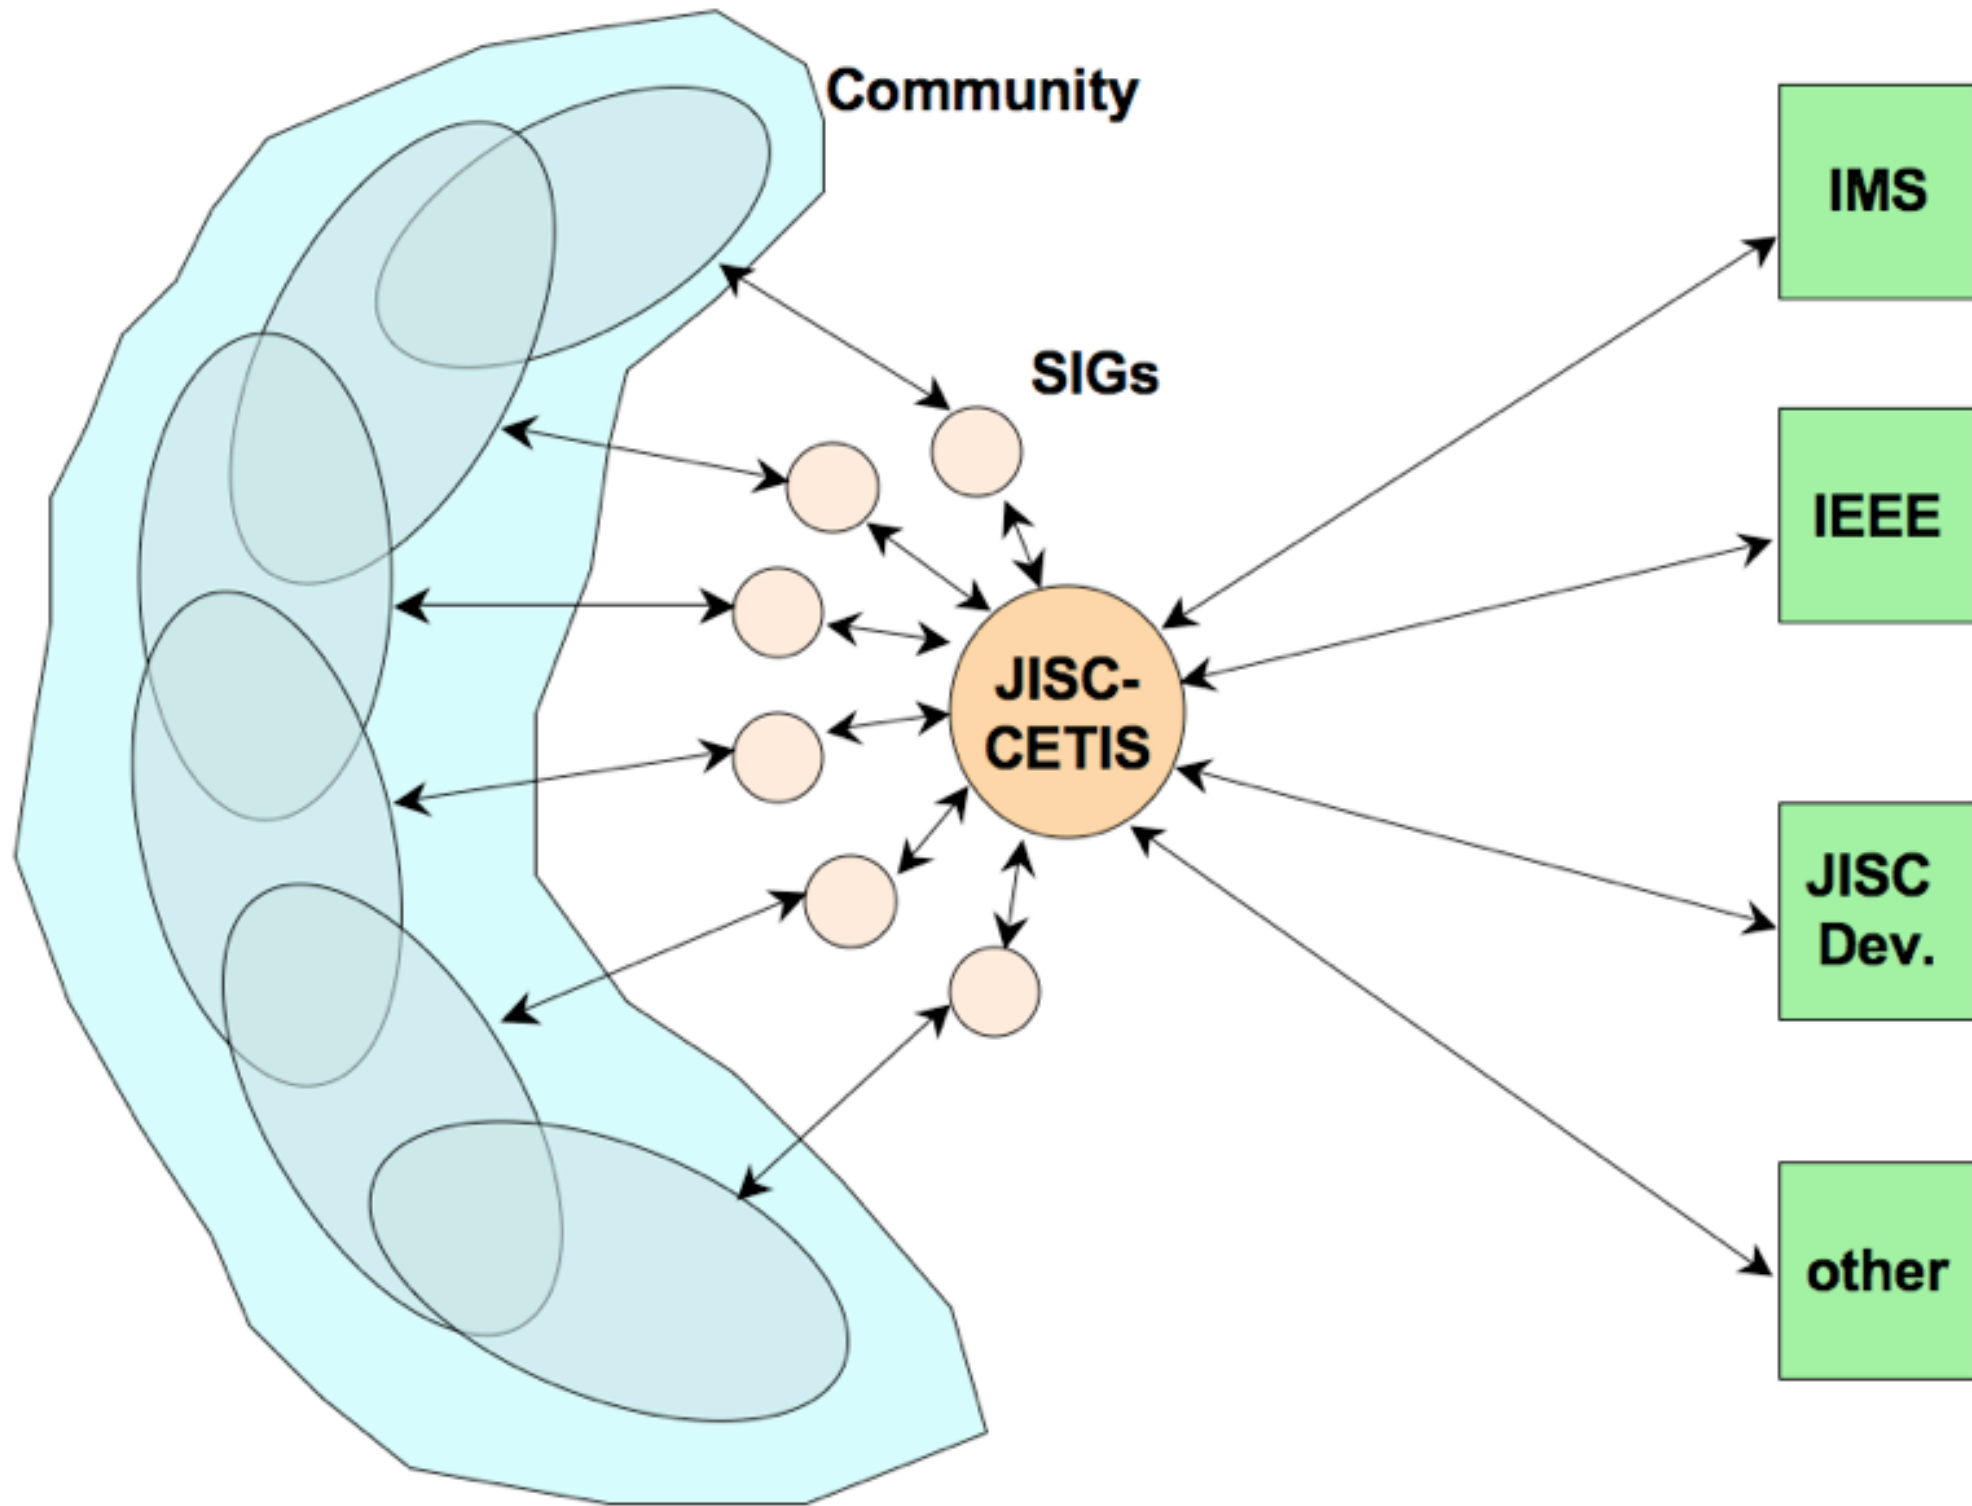 Community
SIGs
JISC-
CETIS
IMS
IEEE
JISC
Dev.
other